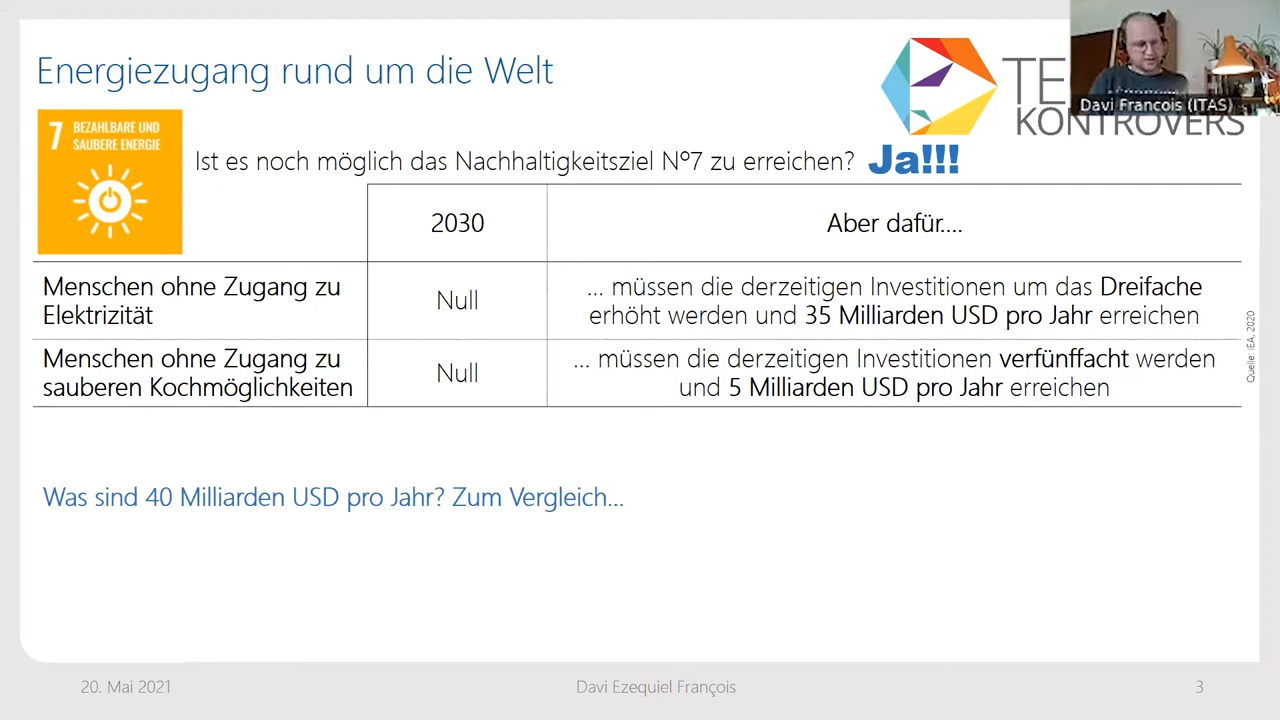 Energiezugang rund um die Welt
TE
KONTROVERS
Davi Francois (ITAS)
7 BEZAHLBARE UND
SAUBERE ENERGIE
Ist es noch möglich das Nachhaltigkeitsziel Nº7 zu erreichen? Ja!!!
2030
Aber dafür....
Menschen ohne Zugang zu
Elektrizität
Null
... müssen die derzeitigen Investitionen um das Dreifache
erhöht werden und 35 Milliarden USD pro Jahr erreichen
Menschen ohne Zugang zu
sauberen Kochmöglichkeiten
Null
... müssen die derzeitigen Investitionen verfünffacht werden
und 5 Milliarden USD pro Jahr erreichen
Quelle: IEA, 2020
Was sind 40 Milliarden USD pro Jahr? Zum Vergleich...
20. Mai 2021
Davi Ezequiel François
3